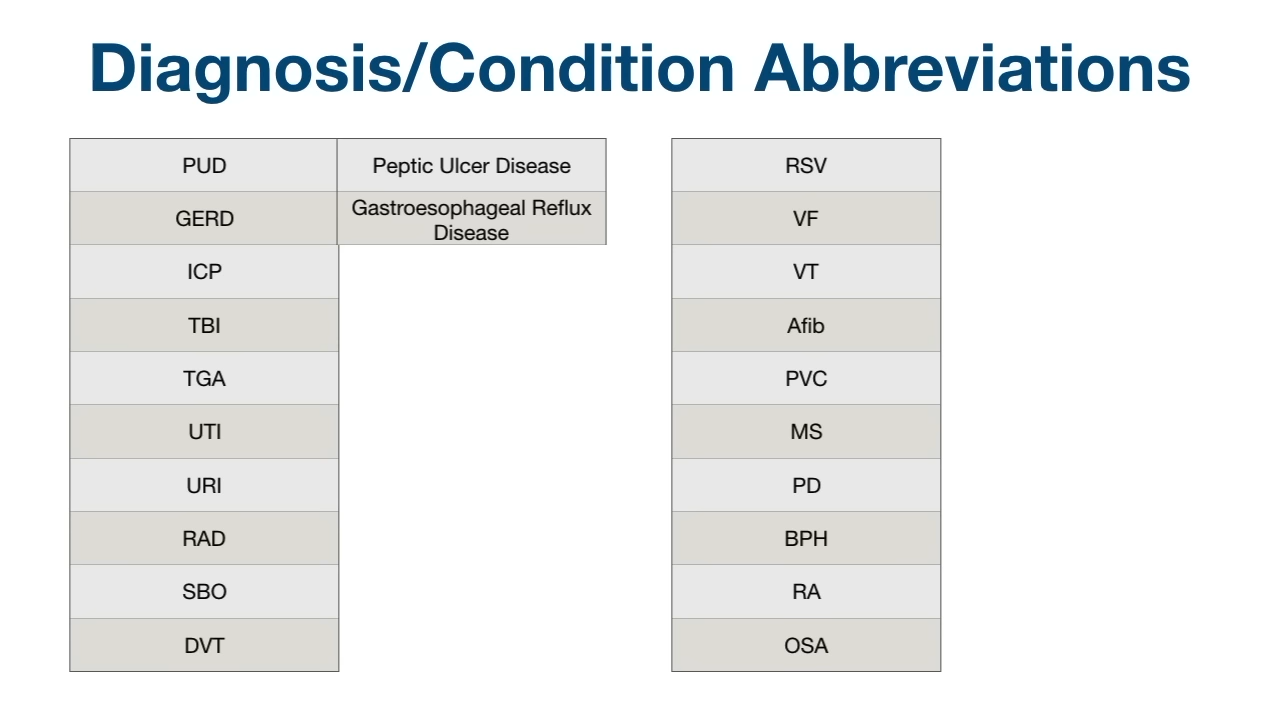 Diagnosis/Condition Abbreviations
PUD
Peptic Ulcer Disease
GERD
Gastroesophageal Reflux
Disease
ICP
TBI
TGA
UTI
URI
RAD
SBO
DVT
RSV
VF
VT
Afib
PVC
MS
PD
BPH
RA
OSA